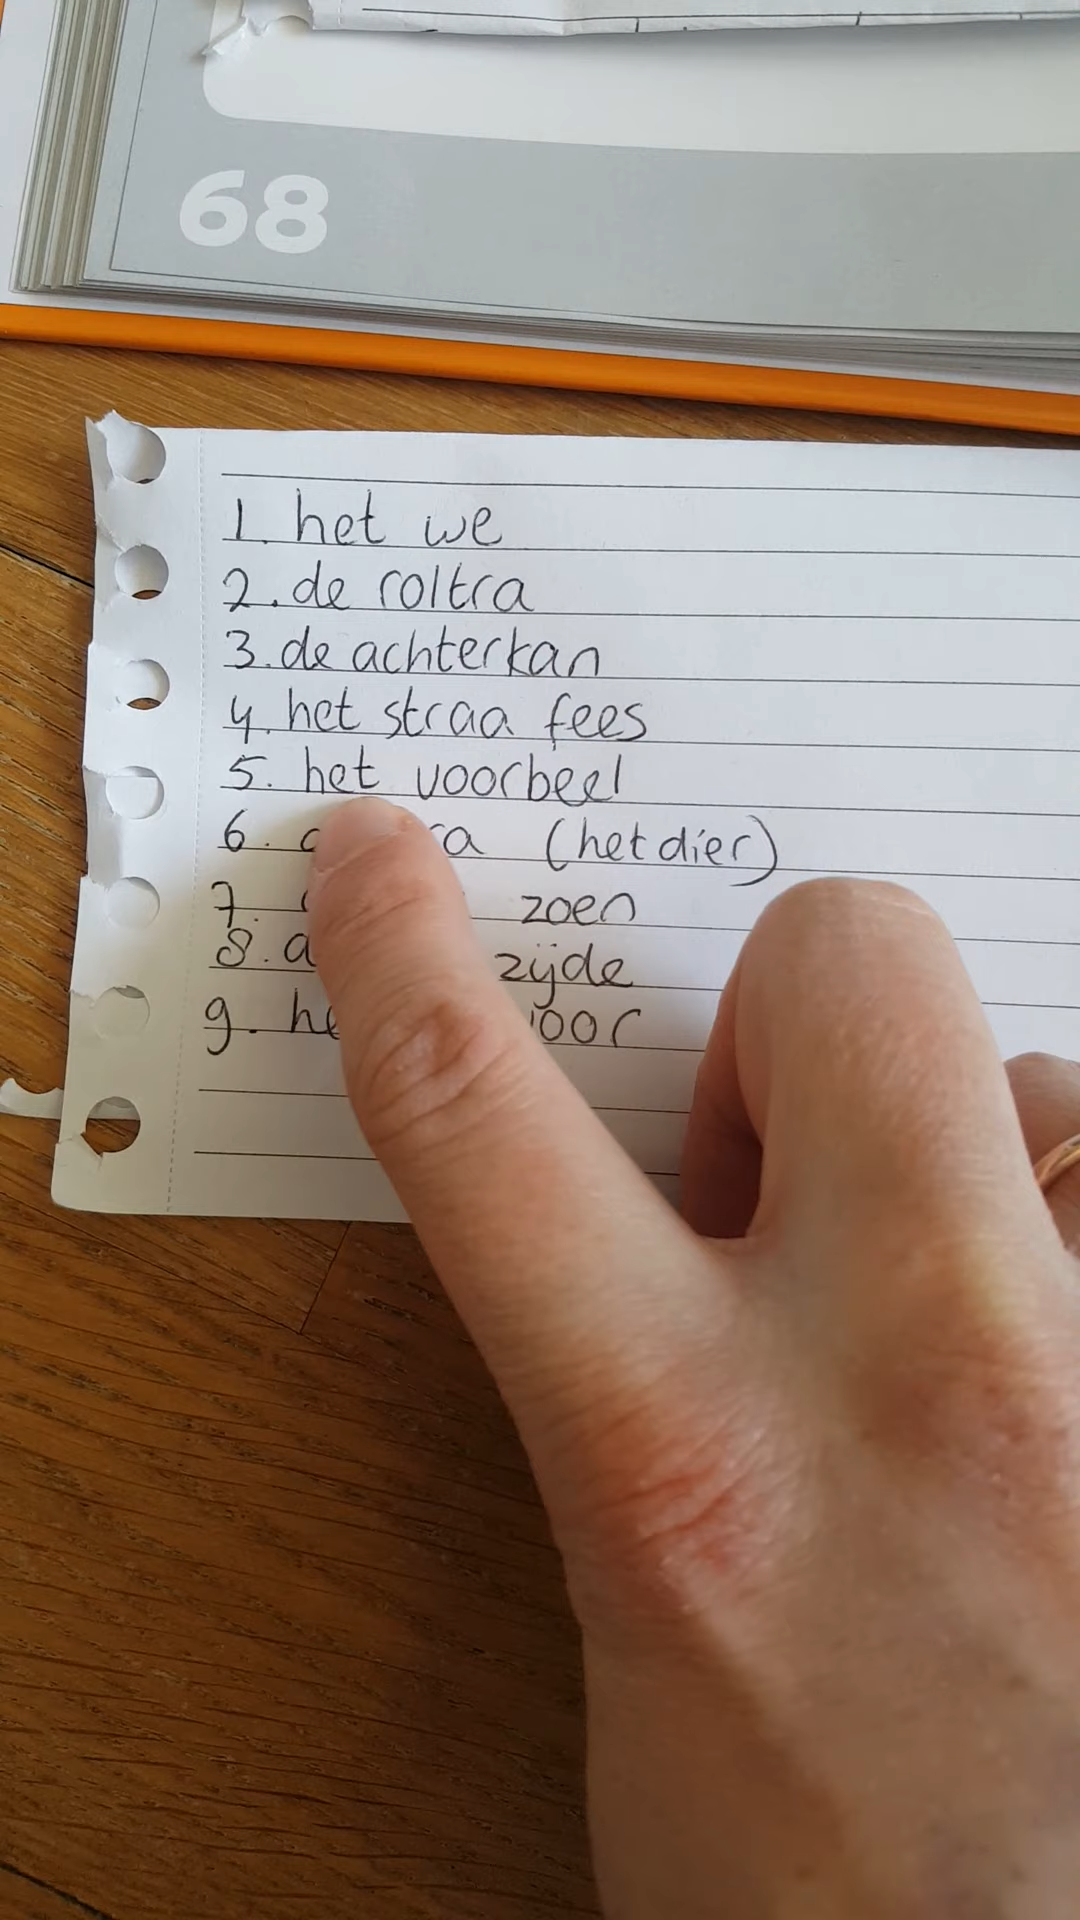 68
1. het we
2. de roltra
3. de achterkan
4. het straa fees
5. het voorbeel
6. (het dier)
7. zoen
8. zijde
9.